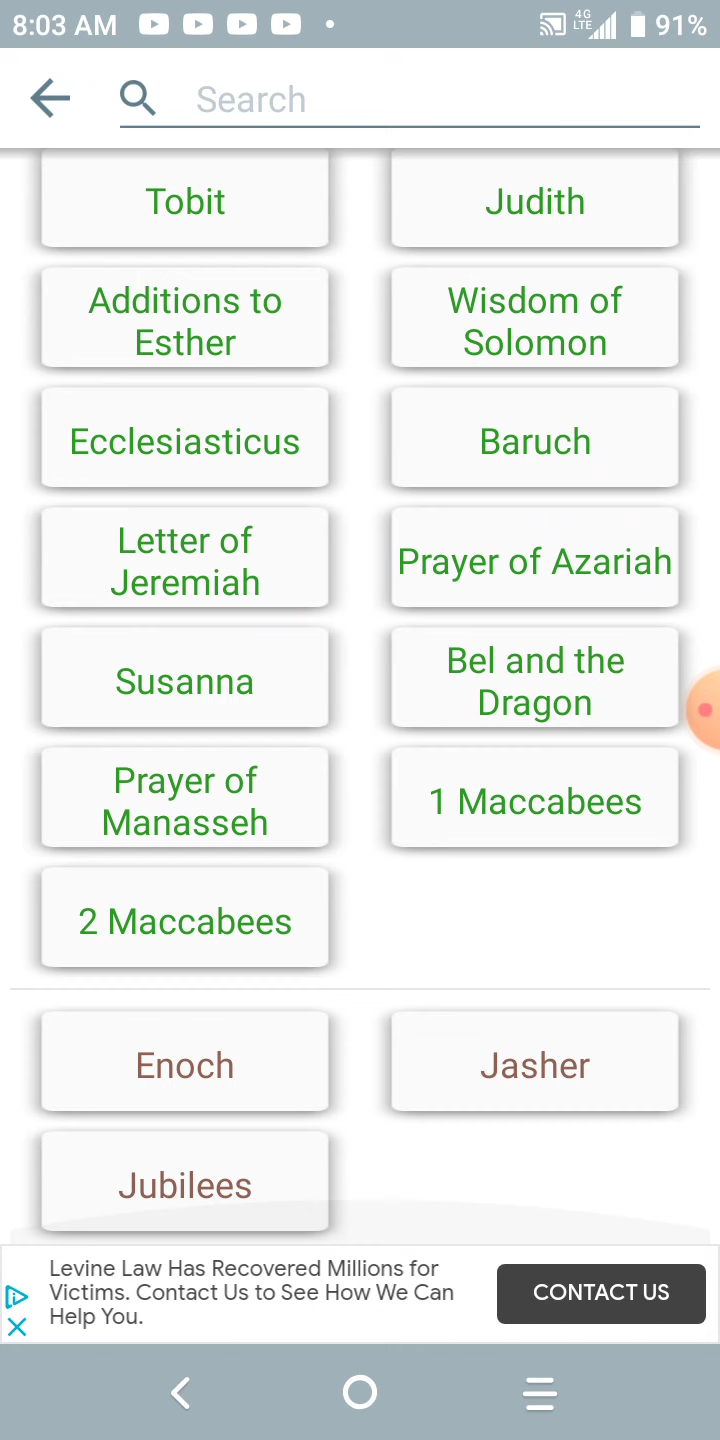 8:03 AM
4G
LTE
91%
Search
Tobit
Judith
Additions to
Esther
Wisdom of
Solomon
Ecclesiasticus
Baruch
Letter of
Jeremiah
Prayer of Azariah
Susanna
Bel and the
Dragon
Prayer of
Manasseh
1 Maccabees
2 Maccabees
Enoch
Jasher
Jubilees
Levine Law Has Recovered Millions for
Victims. Contact Us to See How We Can
Help You.
CONTACT US